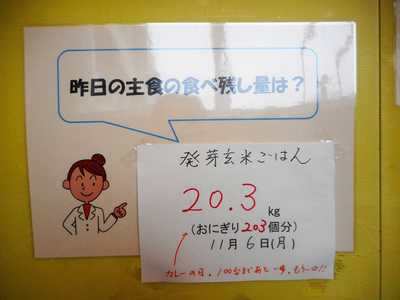 昨日の主食の食べ残し量は？
発芽玄米ごはん
20.3 kg
(おにぎり203個分)
11月6日(月)
カレーの日。100台まであと一歩。もう一口!!